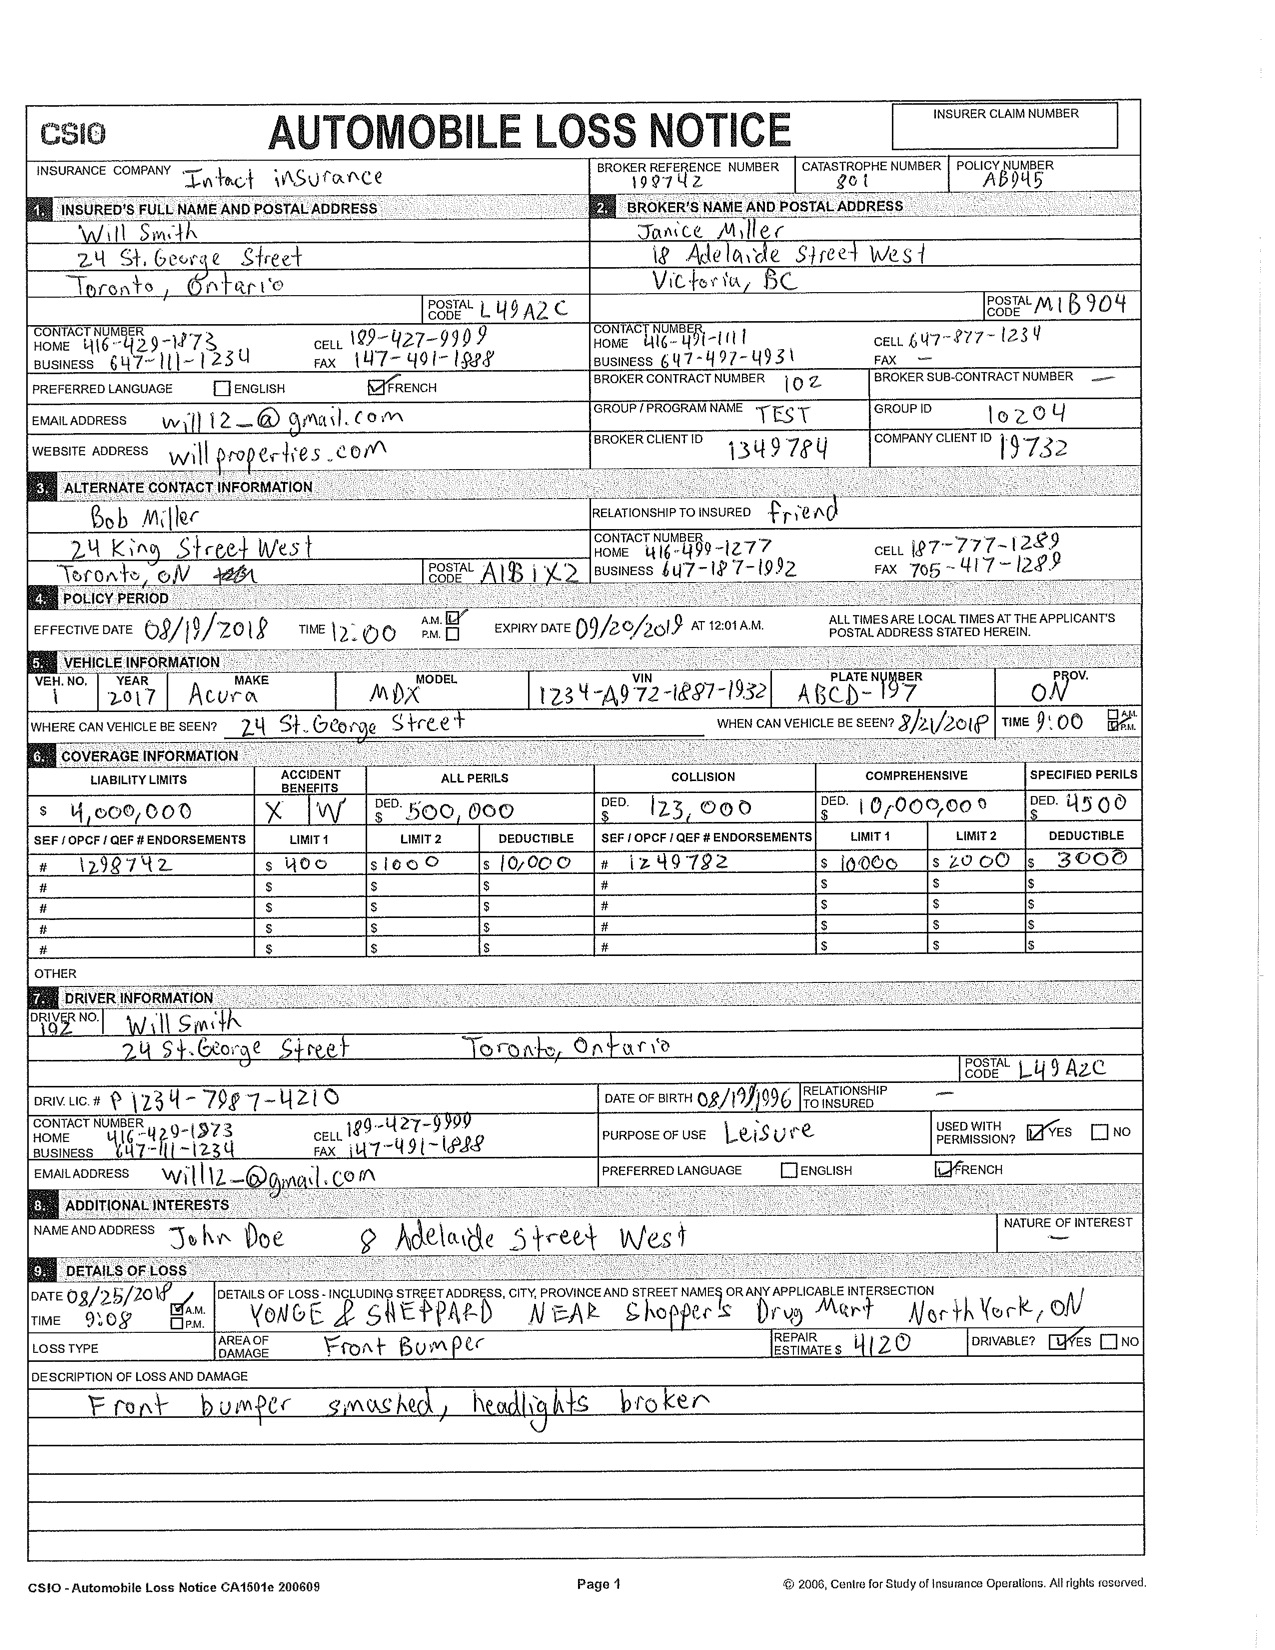 CSIO
AUTOMOBILE LOSS NOTICE
INSURER CLAIM NUMBER
INSURANCE COMPANY Intact insurance
BROKER REFERENCE NUMBER 198742
CATASTROPHE NUMBER 801
POLICY NUMBER AB945
1. INSURED'S FULL NAME AND POSTAL ADDRESS
Will Smith
24 St. George Street
Toronto, Ontario
POSTAL CODE L49A2C
CONTACT NUMBER
HOME 416-429-1873 CELL 189-427-9999
BUSINESS 647-111-1234 FAX 147-491-1888
PREFERRED LANGUAGE ENGLISH FRENCH
EMAIL ADDRESS will12_@gmail.com
WEBSITE ADDRESS willproperties.com
2. BROKER'S NAME AND POSTAL ADDRESS
Janice Miller
18 Adelaide Street West
Victoria, BC
POSTAL CODE M1B904
CONTACT NUMBER
HOME 416-491-1111 CELL 647-877-1234
BUSINESS 647-497-4931 FAX —
BROKER CONTRACT NUMBER 102 BROKER SUB-CONTRACT NUMBER —
GROUP / PROGRAM NAME TEST GROUP ID 10204
BROKER CLIENT ID 1349784 COMPANY CLIENT ID 19732
3. ALTERNATE CONTACT INFORMATION
Bob Miller
24 King Street West
Toronto, ON
POSTAL CODE A1B1X2
RELATIONSHIP TO INSURED friend
CONTACT NUMBER
HOME 416-499-1277 CELL 187-777-1289
BUSINESS 647-187-1992 FAX 705-417-1289
4. POLICY PERIOD
EFFECTIVE DATE 08/19/2018 TIME 12:00 A.M. P.M. EXPIRY DATE 09/20/2019 AT 12:01 A.M. ALL TIMES ARE LOCAL TIMES AT THE APPLICANT'S POSTAL ADDRESS STATED HEREIN.
5. VEHICLE INFORMATION
VEH. NO. YEAR MAKE MODEL VIN PLATE NUMBER PROV.
1 2017 Acura MDX 1234-A972-1887-1932 ABCD-197 ON
WHERE CAN VEHICLE BE SEEN? 24 St. George Street WHEN CAN VEHICLE BE SEEN? 8/21/2018 TIME 9:00 A.M. P.M.
6. COVERAGE INFORMATION
LIABILITY LIMITS ACCIDENT BENEFITS ALL PERILS COLLISION COMPREHENSIVE SPECIFIED PERILS
$ 4,000,000 X W DED. $ 500,000 DED. $ 123,000 DED. $ 10,000,000 DED. $ 4500
SEF / OPCF / QEF # ENDORSEMENTS LIMIT 1 LIMIT 2 DEDUCTIBLE SEF / OPCF / QEF # ENDORSEMENTS LIMIT 1 LIMIT 2 DEDUCTIBLE
# 1298742 $ 400 $ 1000 $ 10,000 # 1249782 $ 10000 $ 2000 $ 3000
# $ $ $ # $ $ $
# $ $ $ # $ $ $
# $ $ $ # $ $ $
# $ $ $ # $ $ $
OTHER
7. DRIVER INFORMATION
DRIVER NO. 192 Will Smith
24 St. George Street Toronto, Ontario
POSTAL CODE L49A2C
DRIV. LIC. # P1234-7987-4210 DATE OF BIRTH 08/19/1996 RELATIONSHIP TO INSURED —
CONTACT NUMBER
HOME 416-429-1873 CELL 189-427-9999
BUSINESS 647-111-1234 FAX 147-491-1888
PURPOSE OF USE Leisure USED WITH PERMISSION? YES NO
EMAIL ADDRESS will12_@gmail.com PREFERRED LANGUAGE ENGLISH FRENCH
8. ADDITIONAL INTERESTS
NAME AND ADDRESS John Doe 8 Adelaide Street West NATURE OF INTEREST —
9. DETAILS OF LOSS
DATE 08/25/2018 DETAILS OF LOSS - INCLUDING STREET ADDRESS, CITY, PROVINCE AND STREET NAMES OR ANY APPLICABLE INTERSECTION
TIME 9:08 A.M. P.M. YONGE & SHEPPARD NEAR Shopper's Drug Mart North York, ON
LOSS TYPE AREA OF DAMAGE Front Bumper REPAIR ESTIMATE $ 4120 DRIVABLE? YES NO
DESCRIPTION OF LOSS AND DAMAGE
Front bumper smashed, headlights broken
CSIO - Automobile Loss Notice CA1501e 200609 Page 1 © 2006, Centre for Study of Insurance Operations. All rights reserved.